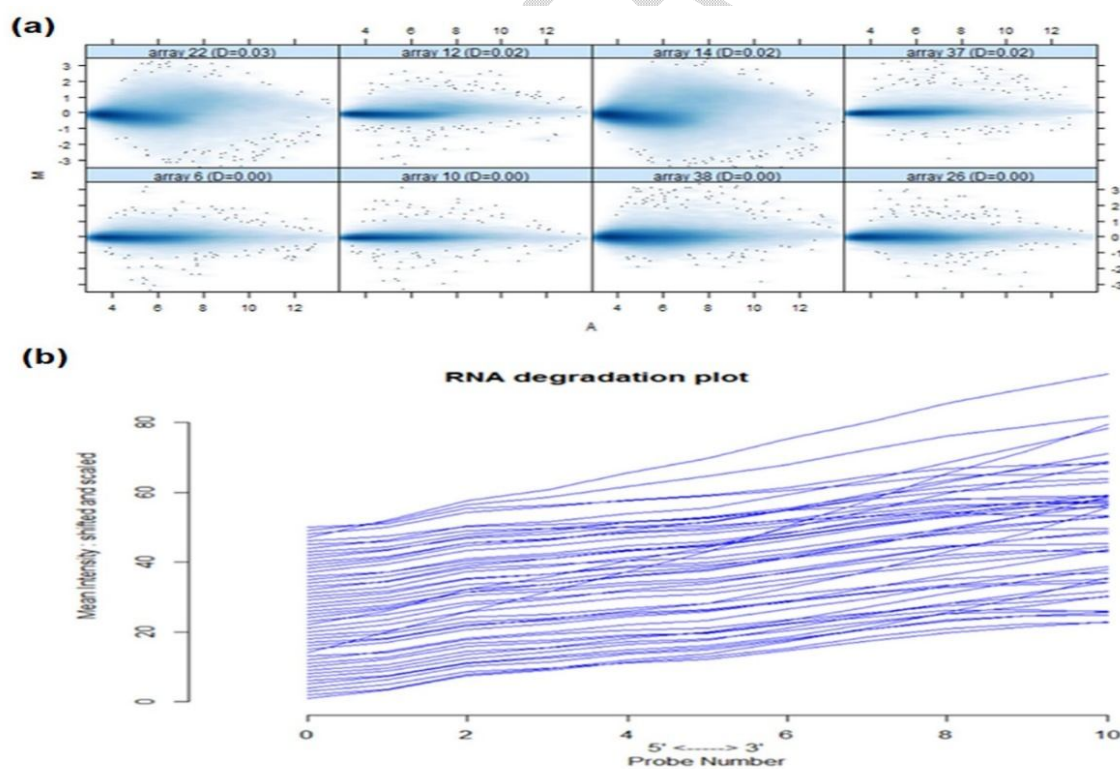 (a)
4 6 8 10 12 4 6 8 10 12
array 22 (D=0.03) array 12 (D=0.02) array 14 (D=0.02) array 37 (D=0.02)
3
2
1
0
-1
-2
-3
M
array 6 (D=0.00) array 10 (D=0.00) array 38 (D=0.00) array 26 (D=0.00)
3
2
1
0
-1
-2
-3
4 6 8 10 12 4 6 8 10 12
A
(b)
RNA degradation plot
Mean Intensity : shifted and scaled
80
60
40
20
0
0 2 4 6 8 10
5' <-----> 3'
Probe Number